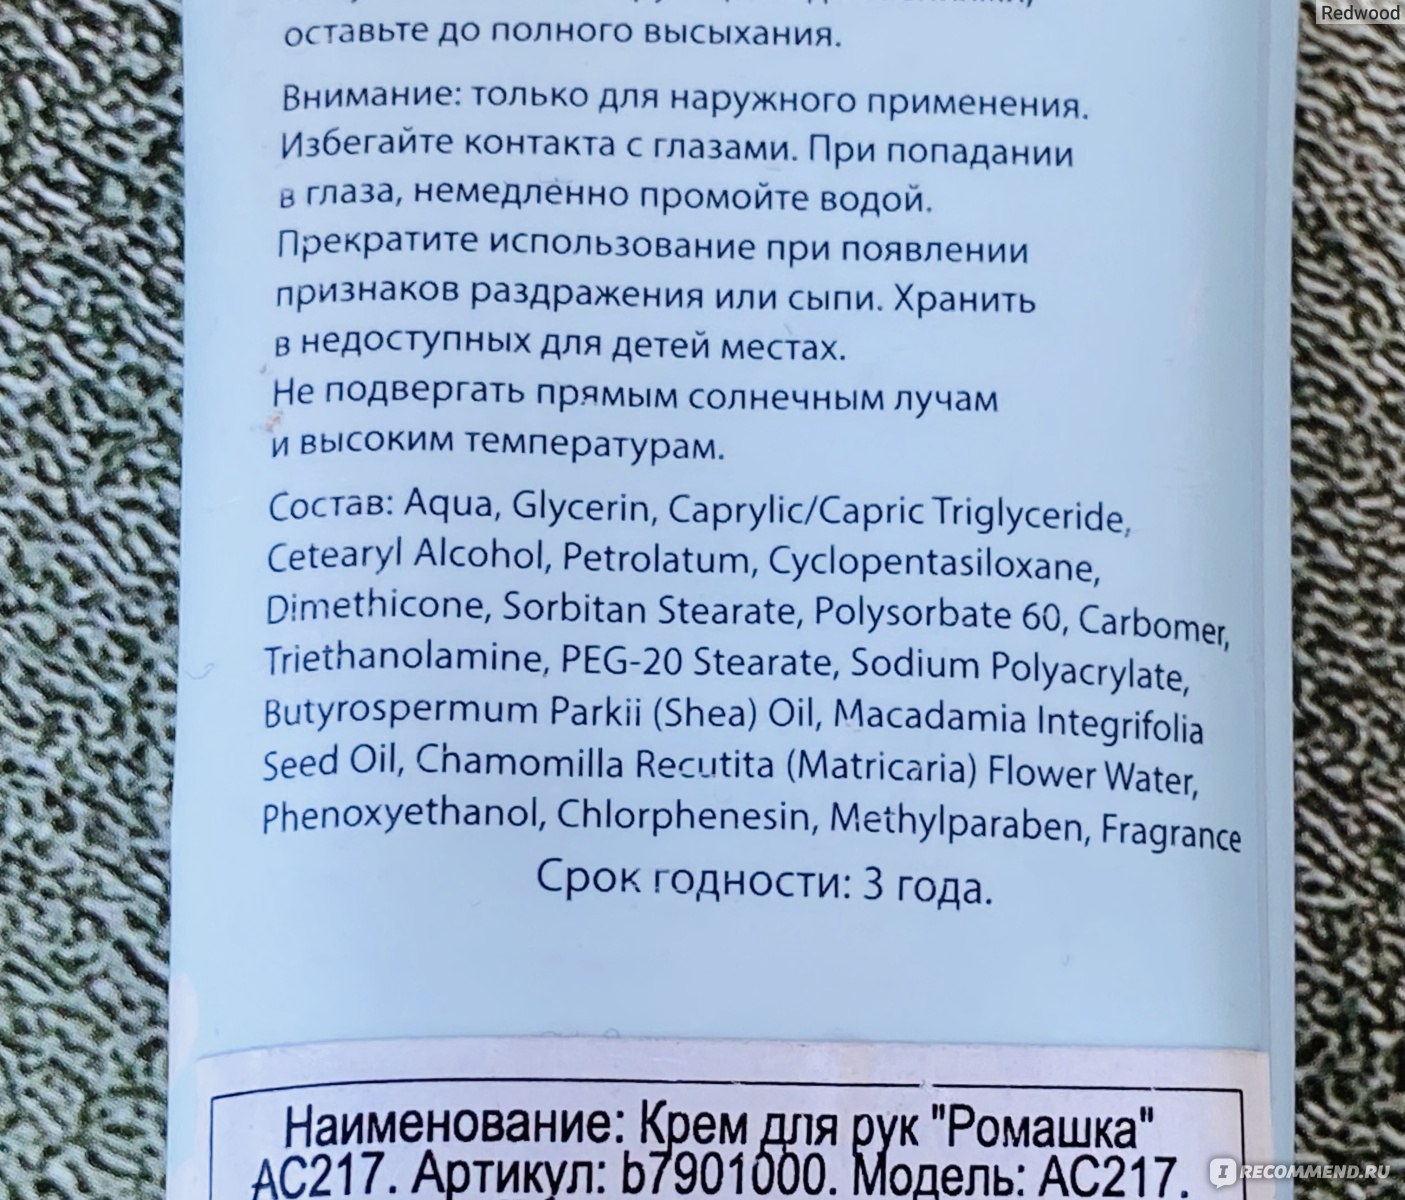 Redwood
оставьте до полного высыхания.
Внимание: только для наружного применения.
Избегайте контакта с глазами. При попадании
в глаза, немедленно промойте водой.
Прекратите использование при появлении
признаков раздражения или сыпи. Хранить
в недоступных для детей местах.
Не подвергать прямым солнечным лучам
и высоким температурам.
Состав: Aqua, Glycerin, Caprylic/Capric Triglyceride,
Cetearyl Alcohol, Petrolatum, Cyclopentasiloxane,
Dimethicone, Sorbitan Stearate, Polysorbate 60, Carbomer,
Triethanolamine, PEG-20 Stearate, Sodium Polyacrylate,
Butyrospermum Parkii (Shea) Oil, Macadamia Integrifolia
Seed Oil, Chamomilla Recutita (Matricaria) Flower Water,
Phenoxyethanol, Chlorphenesin, Methylparaben, Fragrance
Срок годности: 3 года.
Наименование: Крем для рук "Ромашка"
AC217. Артикул: b7901000. Модель: AC217.
IRECOMMEND.RU